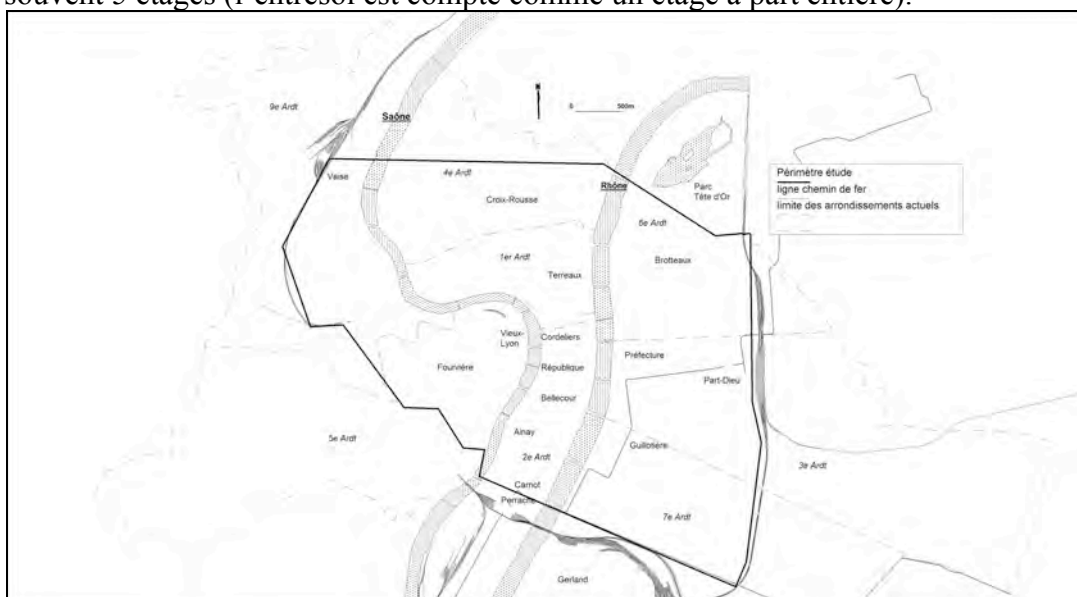 souvent 5 étages (l'entresol est compté comme un étage à part entière).
9e Ardt
Saône
N
0 500m
Vaise
4e Ardt
Croix-Rousse
Rhône
Parc
Tête d'Or
Périmètre étude
ligne chemin de fer
limite des arrondissements actuels
6e Ardt
1er Ardt
Terreaux
Brotteaux
Vieux-
Lyon
Cordeliers
Préfecture
Fourvière
République
Part-Dieu
Bellecour
Ainay
5e Ardt
2e Ardt
Guillotière
3e Ardt
Carnot
Perrache
7e Ardt
Gerland